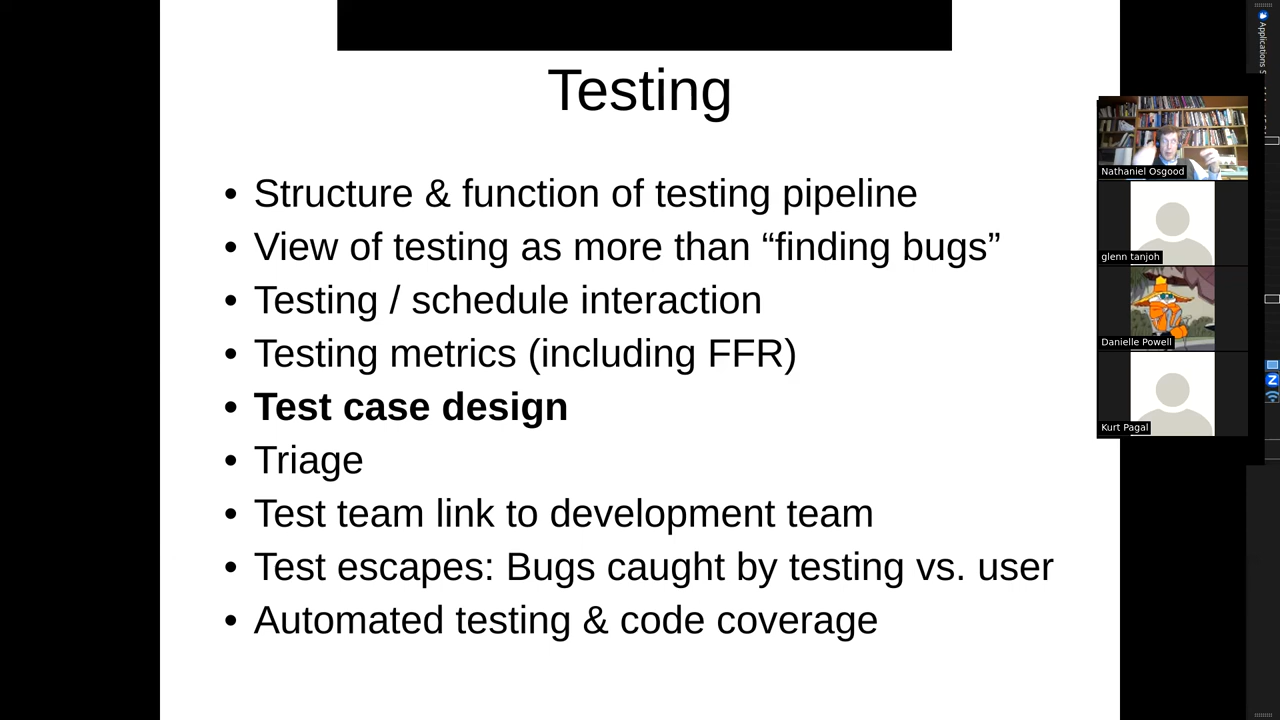 Testing
• Structure & function of testing pipeline
• View of testing as more than “finding bugs”
• Testing / schedule interaction
• Testing metrics (including FFR)
• Test case design
• Triage
• Test team link to development team
• Test escapes: Bugs caught by testing vs. user
• Automated testing & code coverage
Applications
Nathaniel Osgood
glenn tanjoh
Danielle Powell
Kurt Pagal